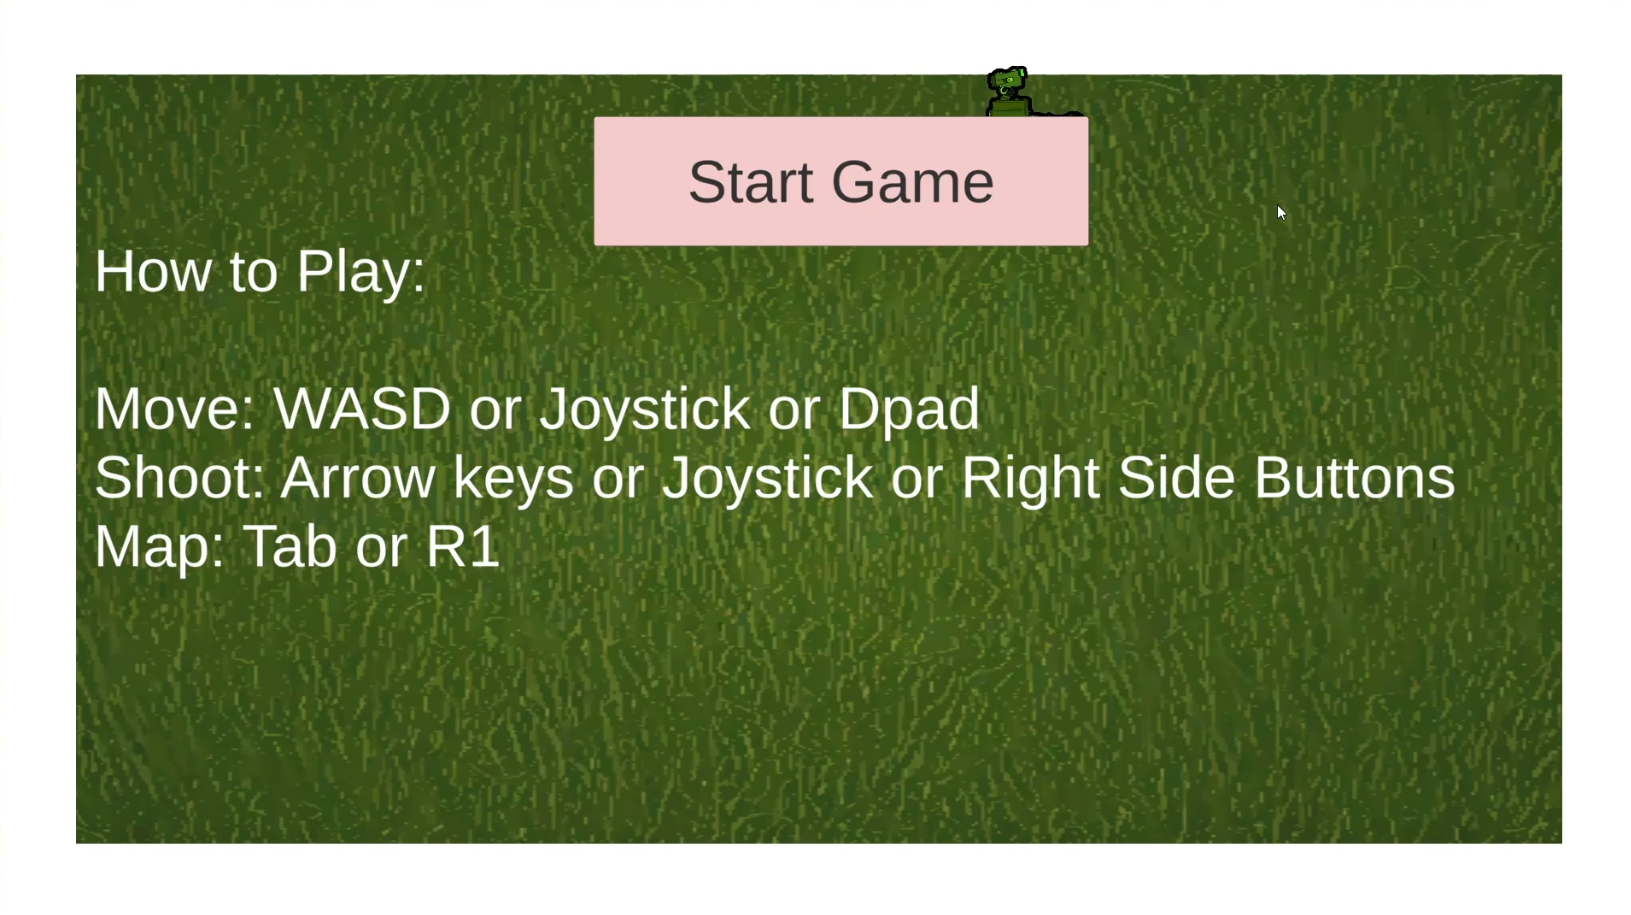 Start Game
How to Play:
Move: WASD or Joystick or Dpad
Shoot: Arrow keys or Joystick or Right Side Buttons
Map: Tab or R1